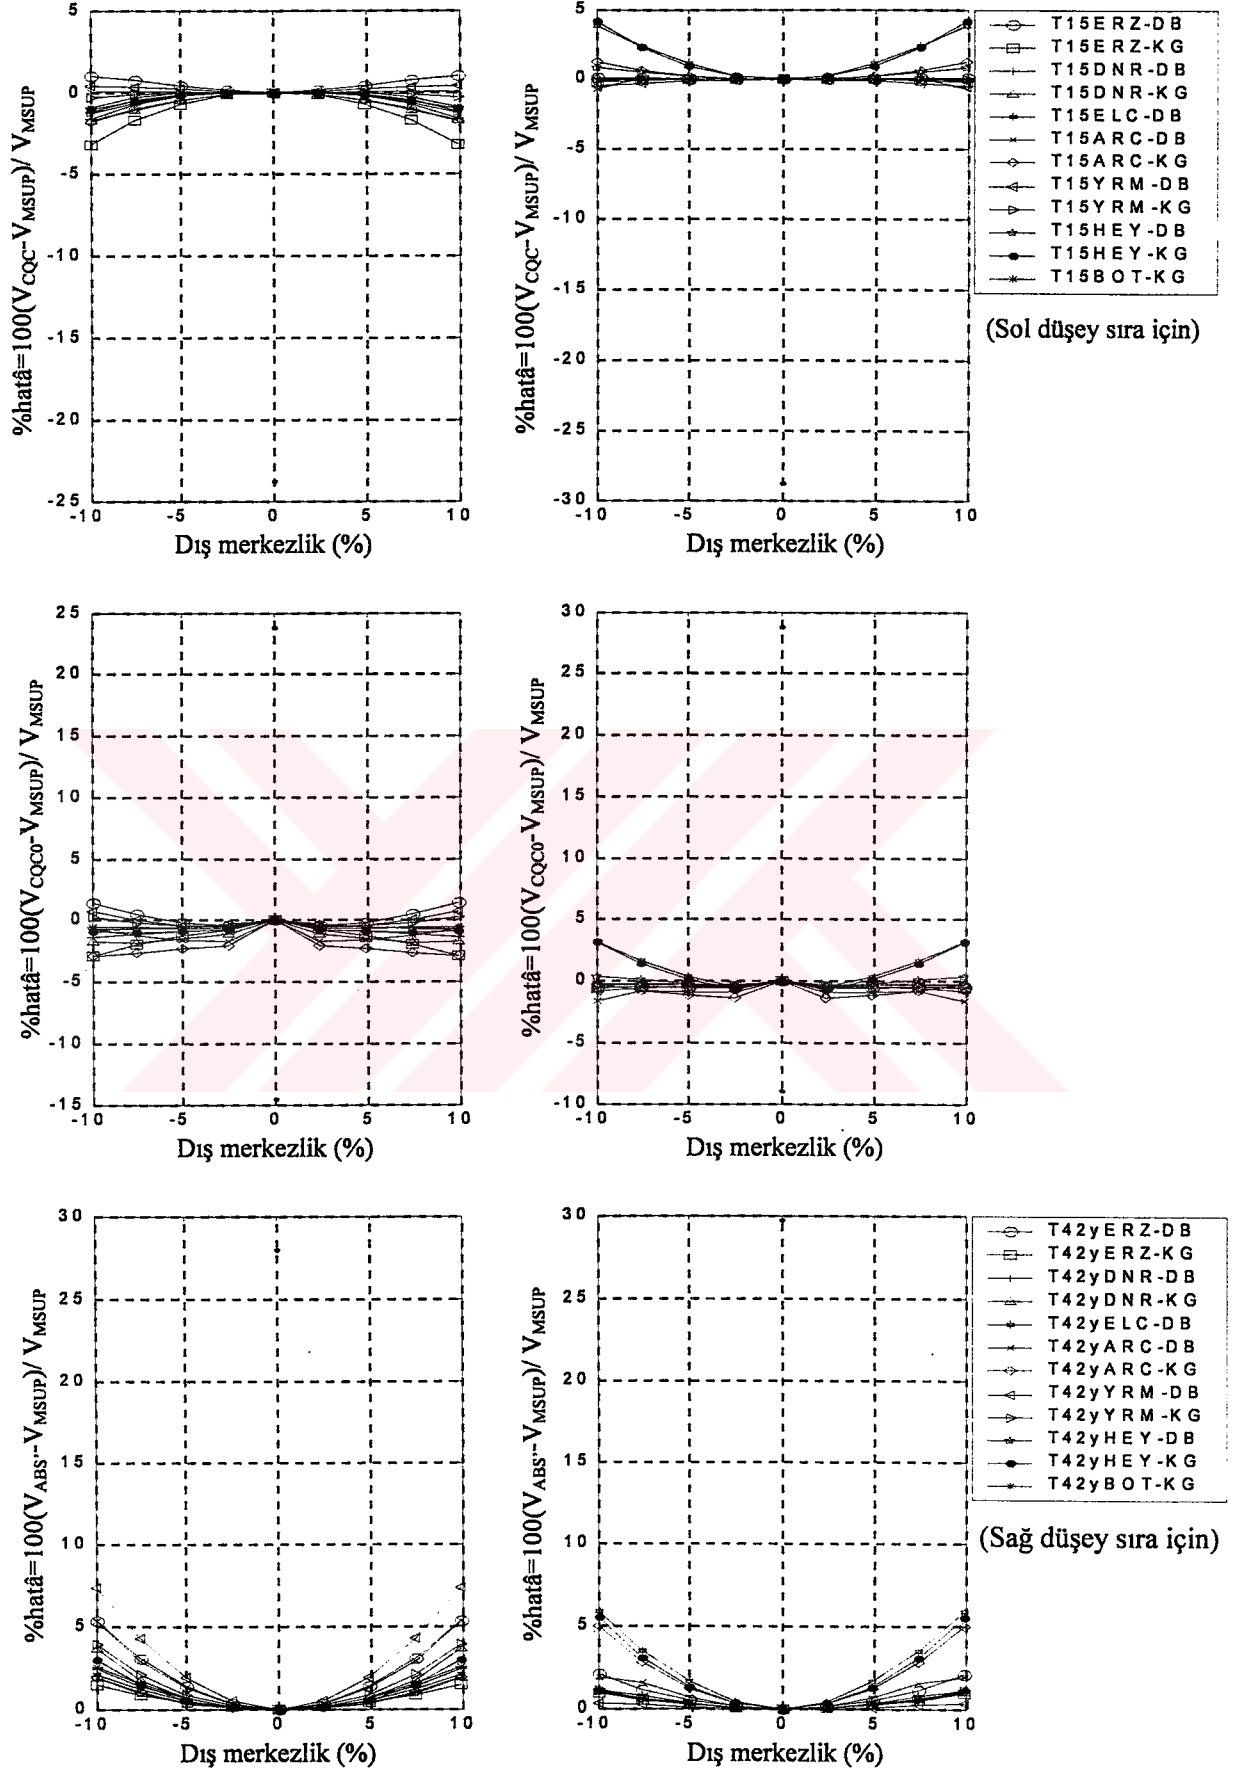 %hatâ=100(V_CQC-V_MSUP)/ V_MSUP
5
0
-5
-10
-15
-20
-25
-10 -5 0 5 10
Dış merkezlik (%)
%hatâ=100(V_CQC-V_MSUP)/ V_MSUP
5
0
-5
-10
-15
-20
-25
-30
-10 -5 0 5 10
Dış merkezlik (%)
T15ERZ-DB
T15ERZ-KG
T15DNR-DB
T15DNR-KG
T15ELC-DB
T15ARC-DB
T15ARC-KG
T15YRM-DB
T15YRM-KG
T15HEY-DB
T15HEY-KG
T15BOT-KG
(Sol düşey sıra için)
%hatâ=100(V_CQC0-V_MSUP)/ V_MSUP
25
20
15
10
5
0
-5
-10
-15
-10 -5 0 5 10
Dış merkezlik (%)
%hatâ=100(V_CQC0-V_MSUP)/ V_MSUP
30
25
20
15
10
5
0
-5
-10
-10 -5 0 5 10
Dış merkezlik (%)
%hatâ=100(V_ABS''-V_MSUP)/ V_MSUP
30
25
20
15
10
5
0
-10 -5 0 5 10
Dış merkezlik (%)
%hatâ=100(V_ABS''-V_MSUP)/ V_MSUP
30
25
20
15
10
5
0
-10 -5 0 5 10
Dış merkezlik (%)
T42yERZ-DB
T42yERZ-KG
T42yDNR-DB
T42yDNR-KG
T42yELC-DB
T42yARC-DB
T42yARC-KG
T42yYRM-DB
T42yYRM-KG
T42yHEY-DB
T42yHEY-KG
T42yBOT-KG
(Sağ düşey sıra için)